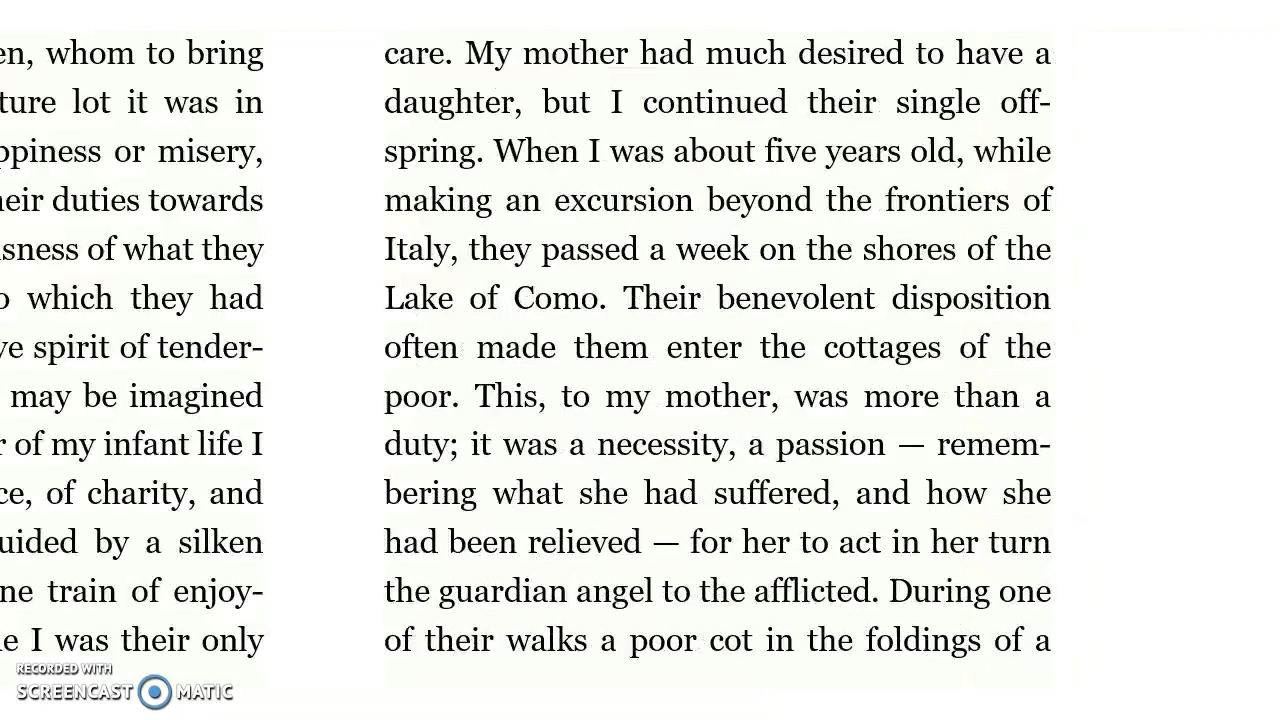 en, whom to bring
ture lot it was in
ppiness or misery,
heir duties towards
sness of what they
o which they had
ve spirit of tender-
may be imagined
r of my infant life I
ce, of charity, and
uided by a silken
ne train of enjoy-
e I was their only
care. My mother had much desired to have a
daughter, but I continued their single off-
spring. When I was about five years old, while
making an excursion beyond the frontiers of
Italy, they passed a week on the shores of the
Lake of Como. Their benevolent disposition
often made them enter the cottages of the
poor. This, to my mother, was more than a
duty; it was a necessity, a passion — remem-
bering what she had suffered, and how she
had been relieved — for her to act in her turn
the guardian angel to the afflicted. During one
of their walks a poor cot in the foldings of a
RECORDED WITH
SCREENCAST MATIC